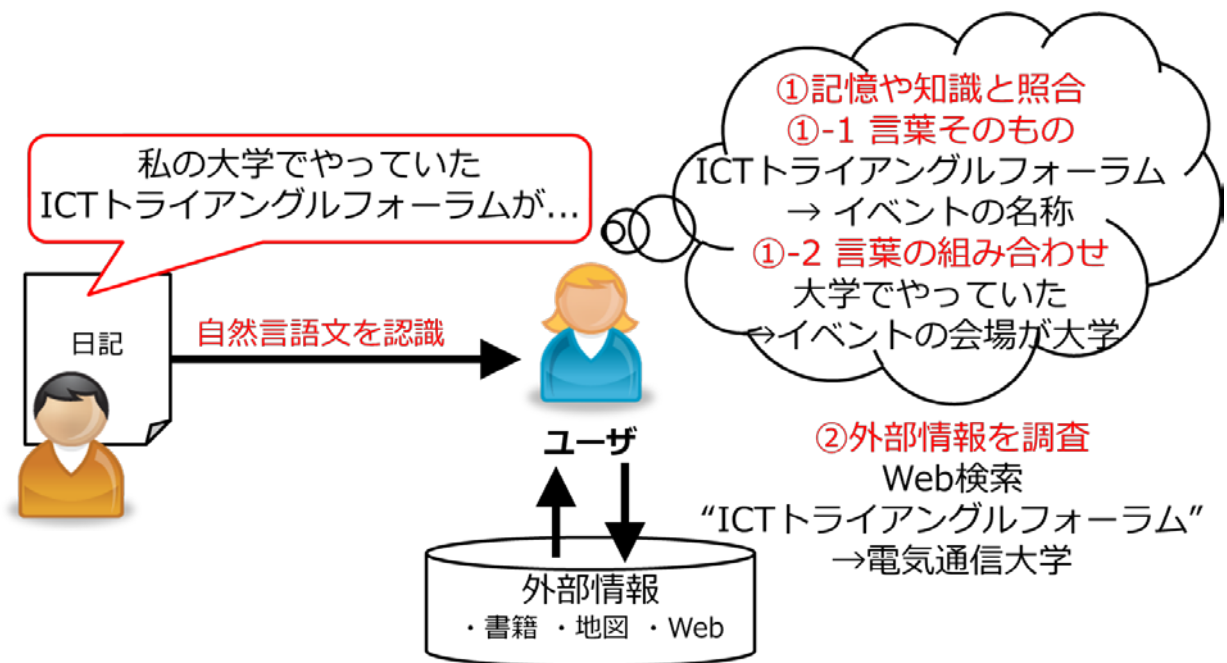 私の大学でやっていた
ICTトライアングルフォーラムが...
日記
自然言語文を認識
ユーザ
①記憶や知識と照合
①-1 言葉そのもの
ICTトライアングルフォーラム
→ イベントの名称
①-2 言葉の組み合わせ
大学でやっていた
→イベントの会場が大学
②外部情報を調査
Web検索
“ICTトライアングルフォーラム”
→電気通信大学
外部情報
・書籍 ・地図 ・Web